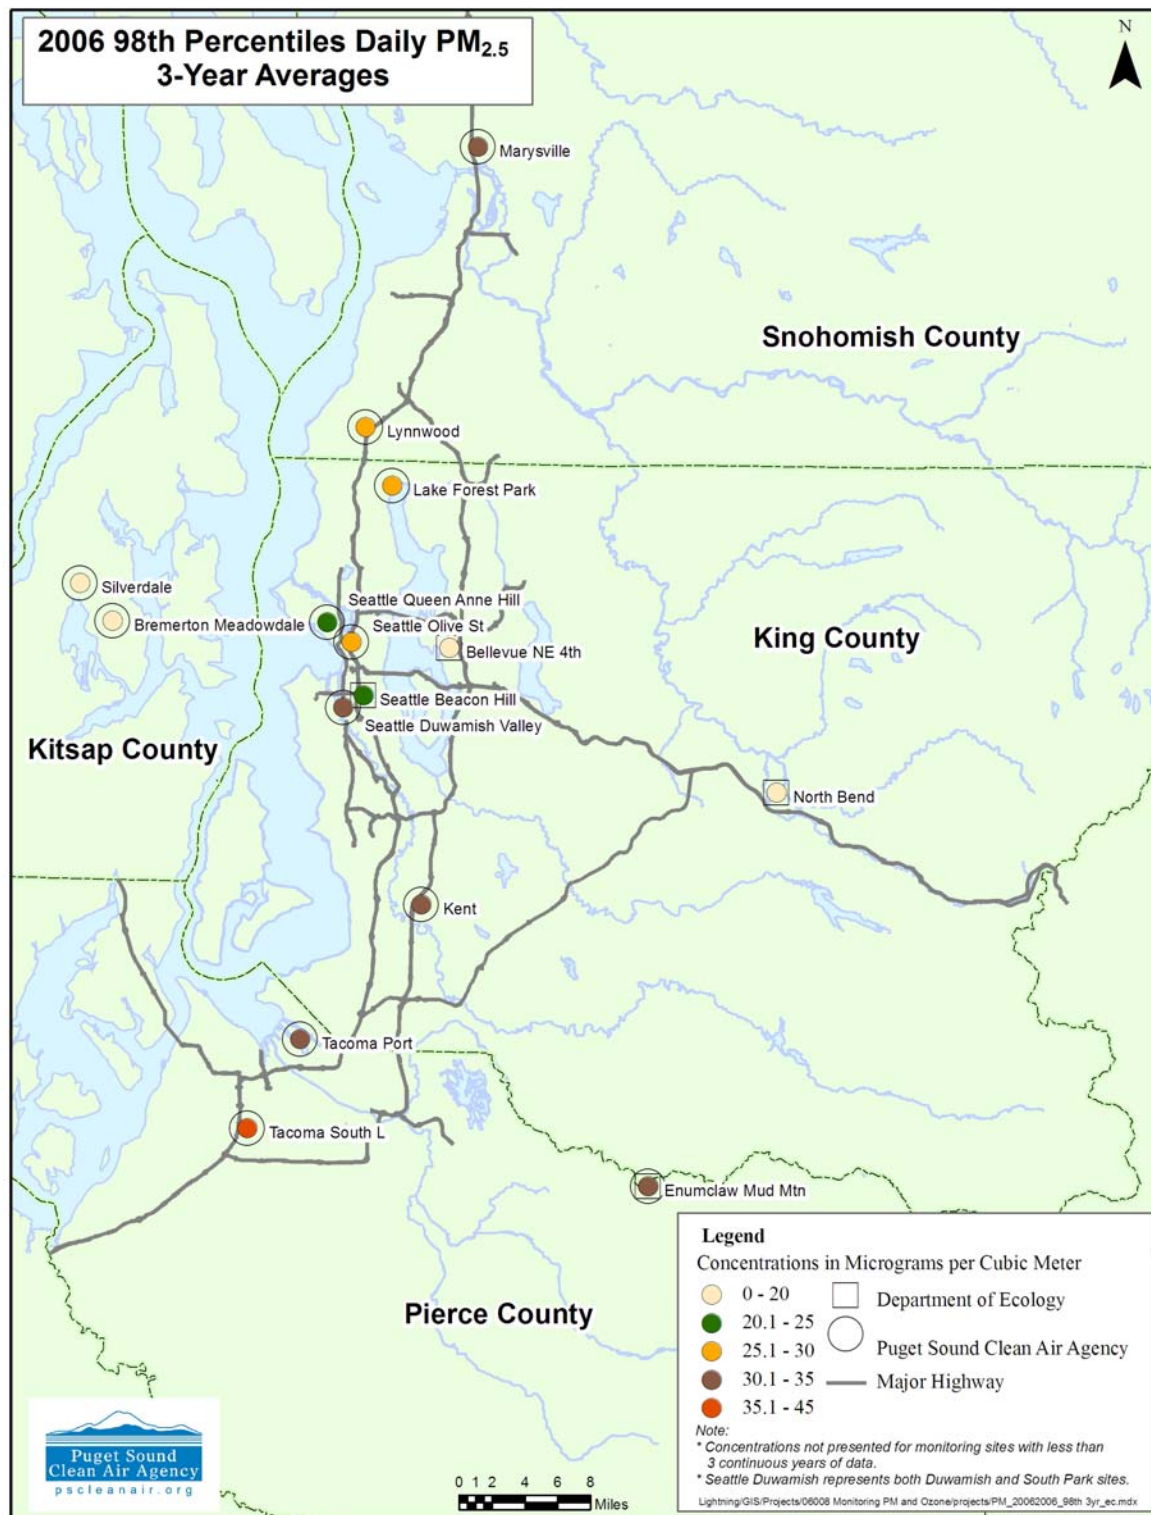 2006 98th Percentiles Daily PM2.5
3-Year Averages
N
Marysville
Snohomish County
Lynnwood
Lake Forest Park
Silverdale
Bremerton Meadowdale
Seattle Queen Anne Hill
Seattle Olive St
Bellevue NE 4th
King County
Seattle Beacon Hill
Seattle Duwamish Valley
Kitsap County
North Bend
Kent
Tacoma Port
Tacoma South L
Enumclaw Mud Mtn
Pierce County
Legend
Concentrations in Micrograms per Cubic Meter
0 - 20
Department of Ecology
20.1 - 25
25.1 - 30
Puget Sound Clean Air Agency
30.1 - 35
Major Highway
35.1 - 45
Note:
* Concentrations not presented for monitoring sites with less than
3 continuous years of data.
* Seattle Duwamish represents both Duwamish and South Park sites.
Lightning/GIS/Projects/06008 Monitoring PM and Ozone/projects/PM_20062006_98th 3yr_ec.mdx
Puget Sound
Clean Air Agency
pscleanair.org
0 1 2 4 6 8
Miles